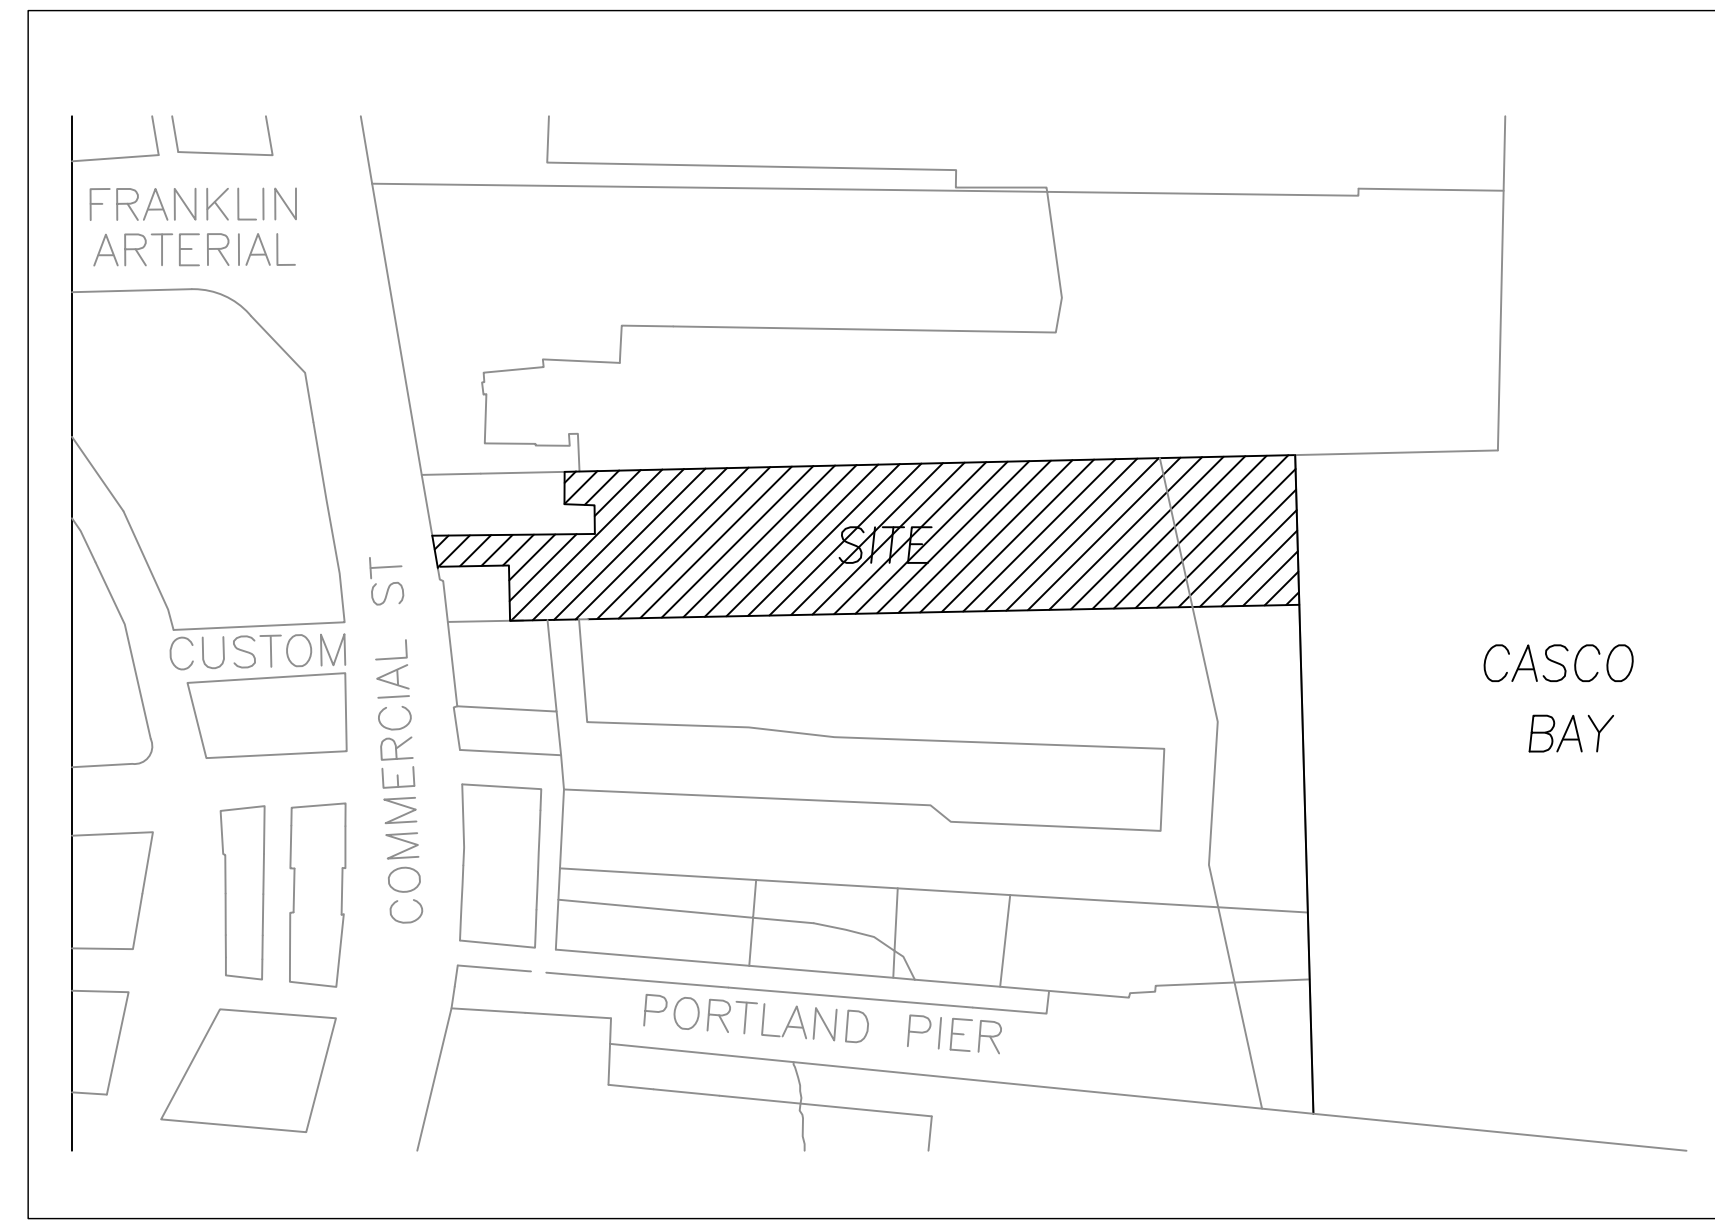 FRANKLIN
ARTERIAL
SITE
CUSTOM
COMMERCIAL ST
CASCO
BAY
PORTLAND PIER